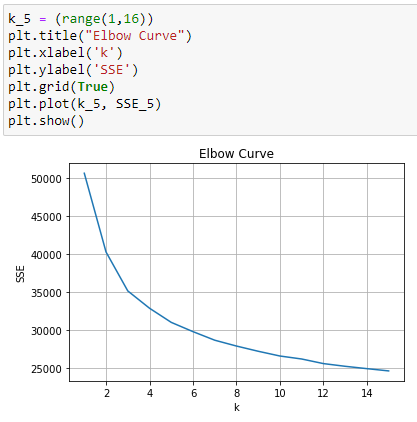 k_5 = (range(1,16))
plt.title("Elbow Curve")
plt.xlabel('k')
plt.ylabel('SSE')
plt.grid(True)
plt.plot(k_5, SSE_5)
plt.show()
Elbow Curve
50000
45000
40000
35000
30000
25000
SSE
2 4 6 8 10 12 14
k